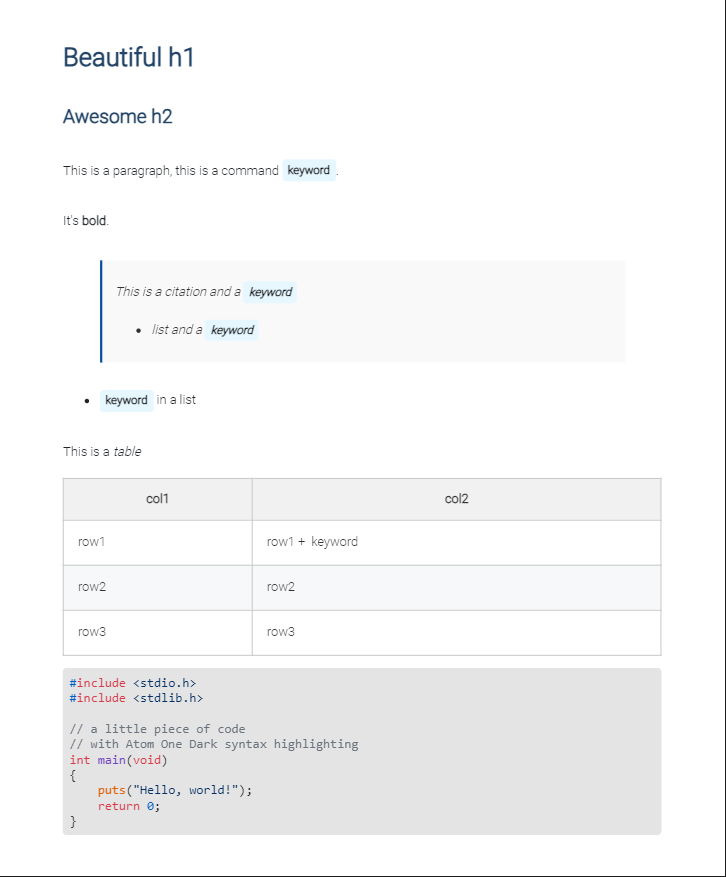 Beautiful h1
Awesome h2
This is a paragraph, this is a command keyword .
It's bold.
This is a citation and a keyword
• list and a keyword
• keyword in a list
This is a table
col1 col2
row1 row1 + keyword
row2 row2
row3 row3
#include <stdio.h>
#include <stdlib.h>
// a little piece of code
// with Atom One Dark syntax highlighting
int main(void)
{
    puts("Hello, world!");
    return 0;
}